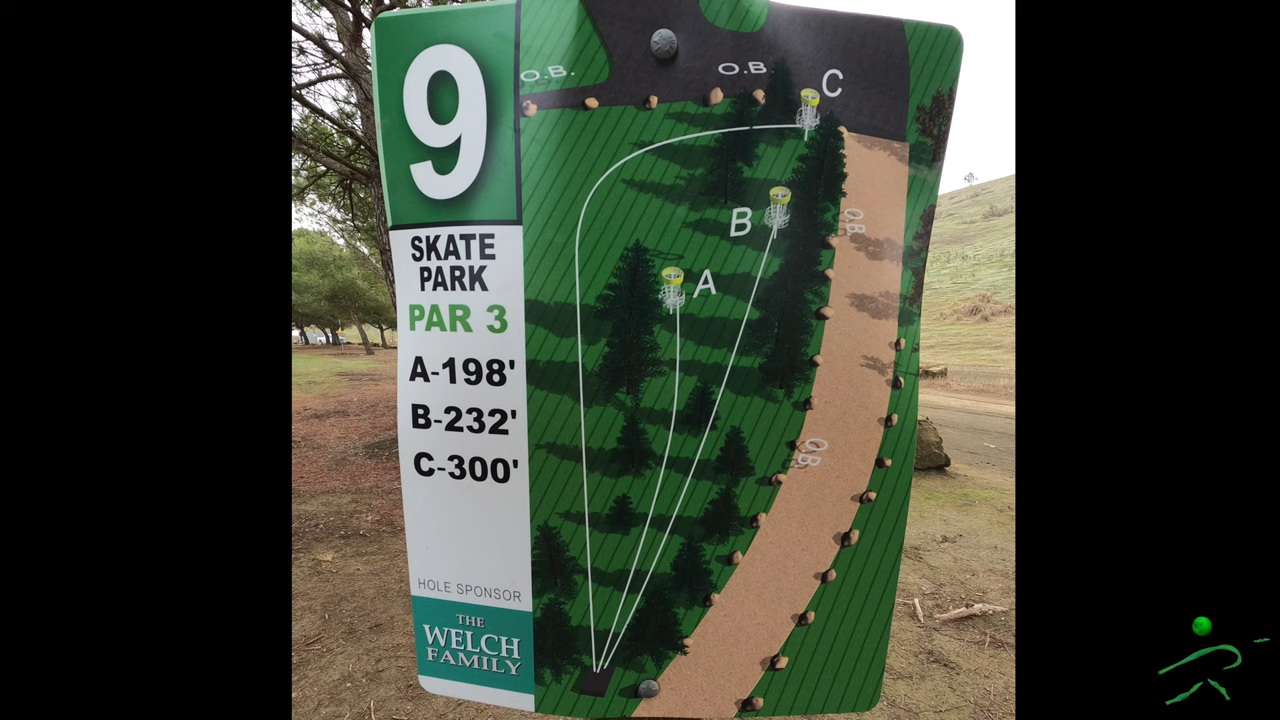 9
SKATE
PARK
PAR 3
A-198'
B-232'
C-300'
HOLE SPONSOR
THE
WELCH
FAMILY
O.B.
O.B.
C
B
A
O.B
O.B